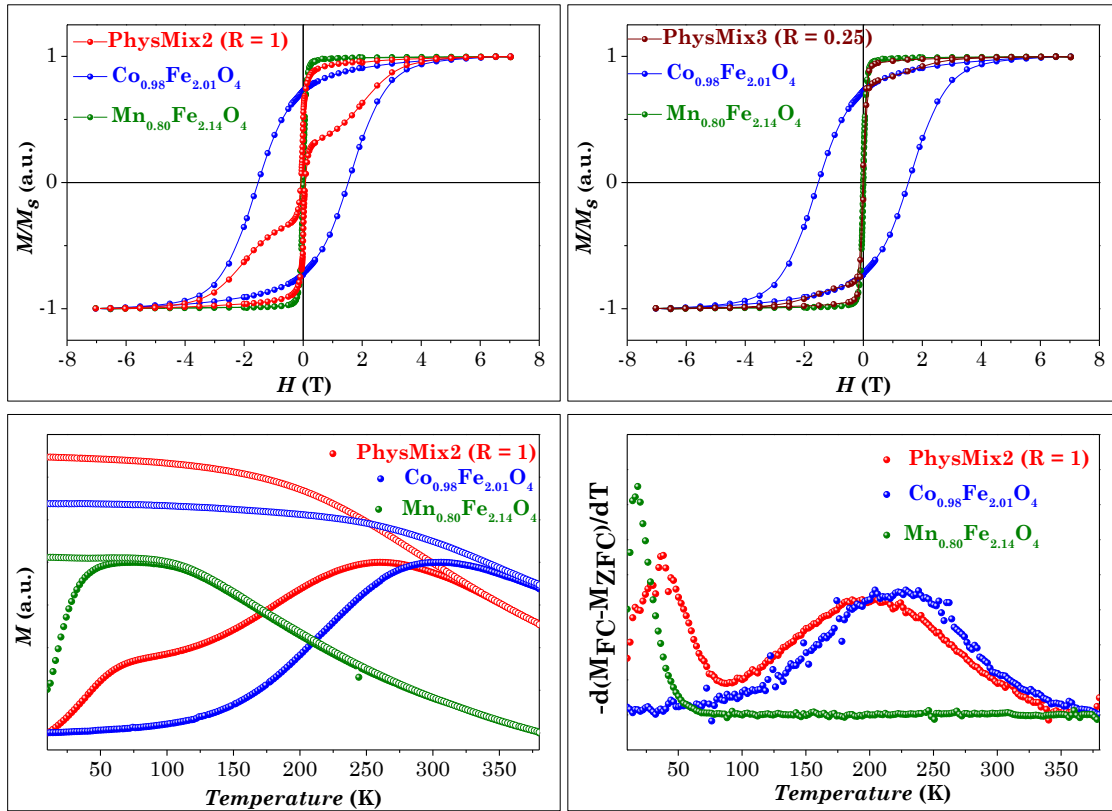 PhysMix2 (R = 1)
Co0.98Fe2.01O4
Mn0.80Fe2.14O4
M/Ms (a.u.)
1
0
-1
-8 -6 -4 -2 0 2 4 6 8
H (T)
PhysMix3 (R = 0.25)
Co0.98Fe2.01O4
Mn0.80Fe2.14O4
M/Ms (a.u.)
1
0
-1
-8 -6 -4 -2 0 2 4 6 8
H (T)
PhysMix2 (R = 1)
Co0.98Fe2.01O4
Mn0.80Fe2.14O4
M (a.u.)
50 100 150 200 250 300 350
Temperature (K)
PhysMix2 (R = 1)
Co0.98Fe2.01O4
Mn0.80Fe2.14O4
-d(MFC-MZFC)/dT
50 100 150 200 250 300 350
Temperature (K)